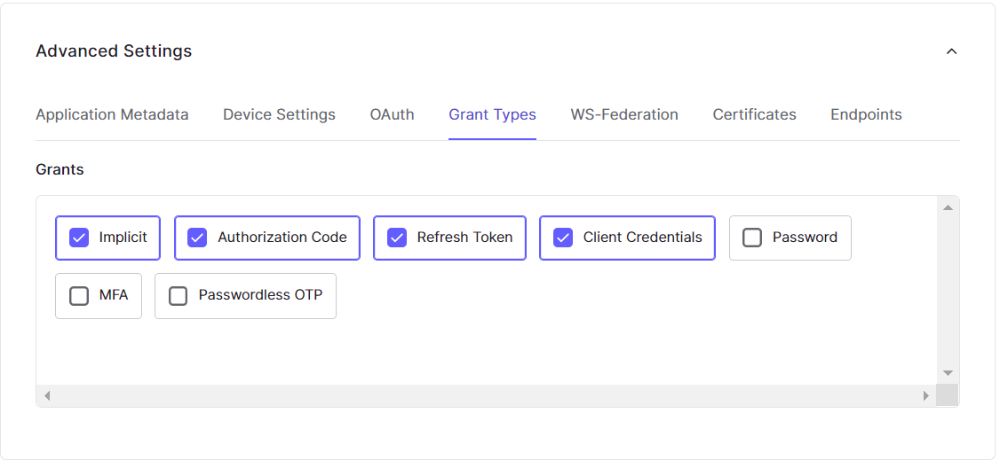 Advanced Settings
Application Metadata Device Settings OAuth Grant Types WS-Federation Certificates Endpoints
Grants
Implicit Authorization Code Refresh Token Client Credentials Password
MFA Passwordless OTP